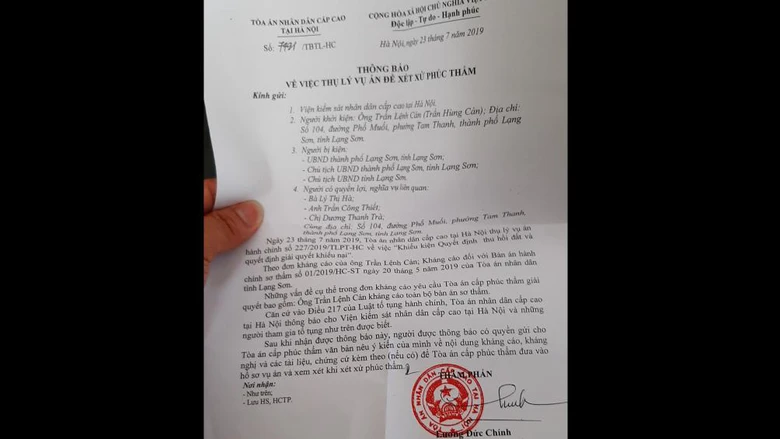 TÒA ÁN NHÂN DÂN CẤP CAO
TẠI HÀ NỘI
Số: /TBTL-HC
CỘNG HÒA XÃ HỘI CHỦ NGHĨA VIỆT
Độc lập - Tự do - Hạnh phúc
Hà Nội, ngày 23 tháng 7 năm 2019
THÔNG BÁO
VỀ VIỆC THỤ LÝ VỤ ÁN ĐỂ XÉT XỬ PHÚC THẨM
Kính gửi:
1. Viện kiểm sát nhân dân cấp cao tại Hà Nội.
2. Người khởi kiện: Ông Trần Lệnh Cán (Trần Hùng Cán); Địa chỉ:
Số 104, đường Phố Muối, phường Tam Thanh, thành phố Lạng
Sơn, tỉnh Lạng Sơn.
3. Người bị kiện:
- UBND thành phố Lạng Sơn, tỉnh Lạng Sơn;
- Chủ tịch UBND thành phố Lạng Sơn, tỉnh Lạng Sơn;
- Chủ tịch UBND tỉnh Lạng Sơn.
4. Người có quyền lợi, nghĩa vụ liên quan:
- Bà Lý Thị Hà;
- Anh Trần Công Thiết;
- Chị Dương Thanh Trà;
Cùng địa chỉ: Số 104, đường Phố Muối, phường Tam Thanh,
thành phố Lạng Sơn, tỉnh Lạng Sơn.
Ngày 23 tháng 7 năm 2019, Tòa án nhân dân cấp cao tại Hà Nội thụ lý vụ án
hành chính số 227/2019/TLPT-HC về việc "Khiếu kiện Quyết định thu hồi đất và
quyết định giải quyết khiếu nại".
Theo đơn kháng cáo của ông Trần Lệnh Cán; Kháng cáo đối với Bản án hành
chính sơ thẩm số 01/2019/HC-ST ngày 20 tháng 5 năm 2019 của Tòa án nhân dân
tỉnh Lạng Sơn.
Những vấn đề cụ thể trong đơn kháng cáo yêu cầu Tòa án cấp phúc thẩm giải
quyết bao gồm: Ông Trần Lệnh Cán kháng cáo toàn bộ bản án sơ thẩm.
Căn cứ vào Điều 217 của Luật tố tụng hành chính, Tòa án nhân dân cấp cao
tại Hà Nội thông báo cho Viện kiểm sát nhân dân cấp cao tại Hà Nội và những
người tham gia tố tụng như trên được biết.
Sau khi nhận được thông báo này, người được thông báo có quyền gửi cho
Tòa án cấp phúc thẩm văn bản nêu ý kiến của mình về nội dung kháng cáo, kháng
nghị và các tài liệu, chứng cứ kèm theo (nếu có) để Tòa án cấp phúc thẩm đưa vào
hồ sơ vụ án và xem xét khi xét xử phúc thẩm.
Nơi nhận:
- Như trên;
- Lưu HS, HCTP.
THẨM PHÁN
Lương Đức Chính